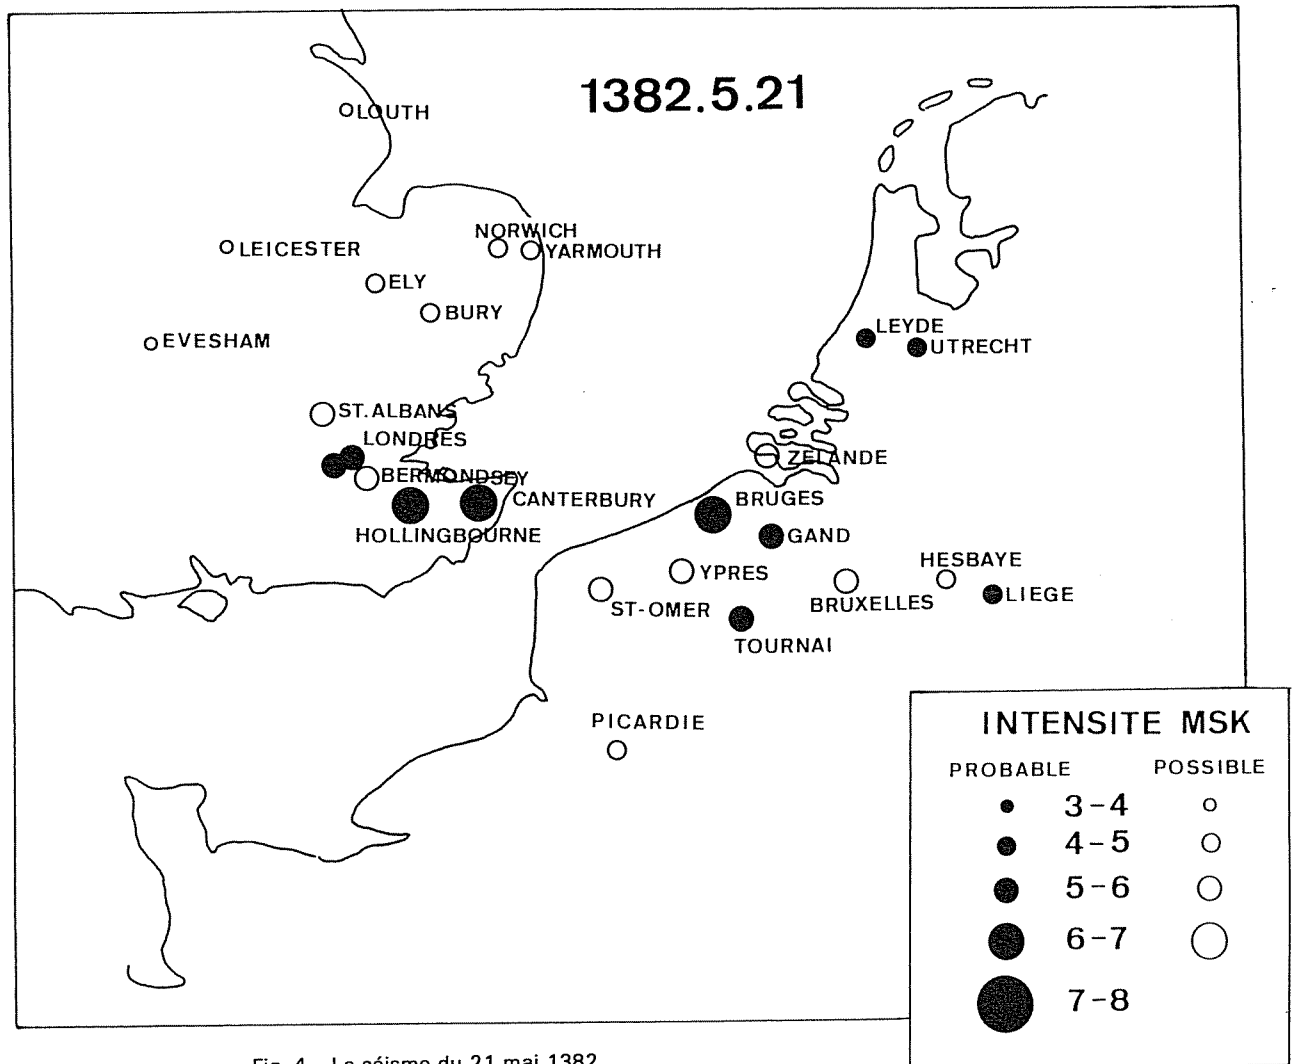 1382.5.21
LOUTH
NORWICH
YARMOUTH
LEICESTER
ELY
BURY
EVESHAM
LEYDE
UTRECHT
ST. ALBANS
LONDRES
BERMONDSEY
ZELANDE
CANTERBURY
BRUGES
HOLLINGBOURNE
GAND
HESBAYE
YPRES
LIEGE
ST-OMER
BRUXELLES
TOURNAI
PICARDIE
INTENSITE MSK
PROBABLE POSSIBLE
3-4
4-5
5-6
6-7
7-8
Fig. 4 Le séisme du 21 mai 1382